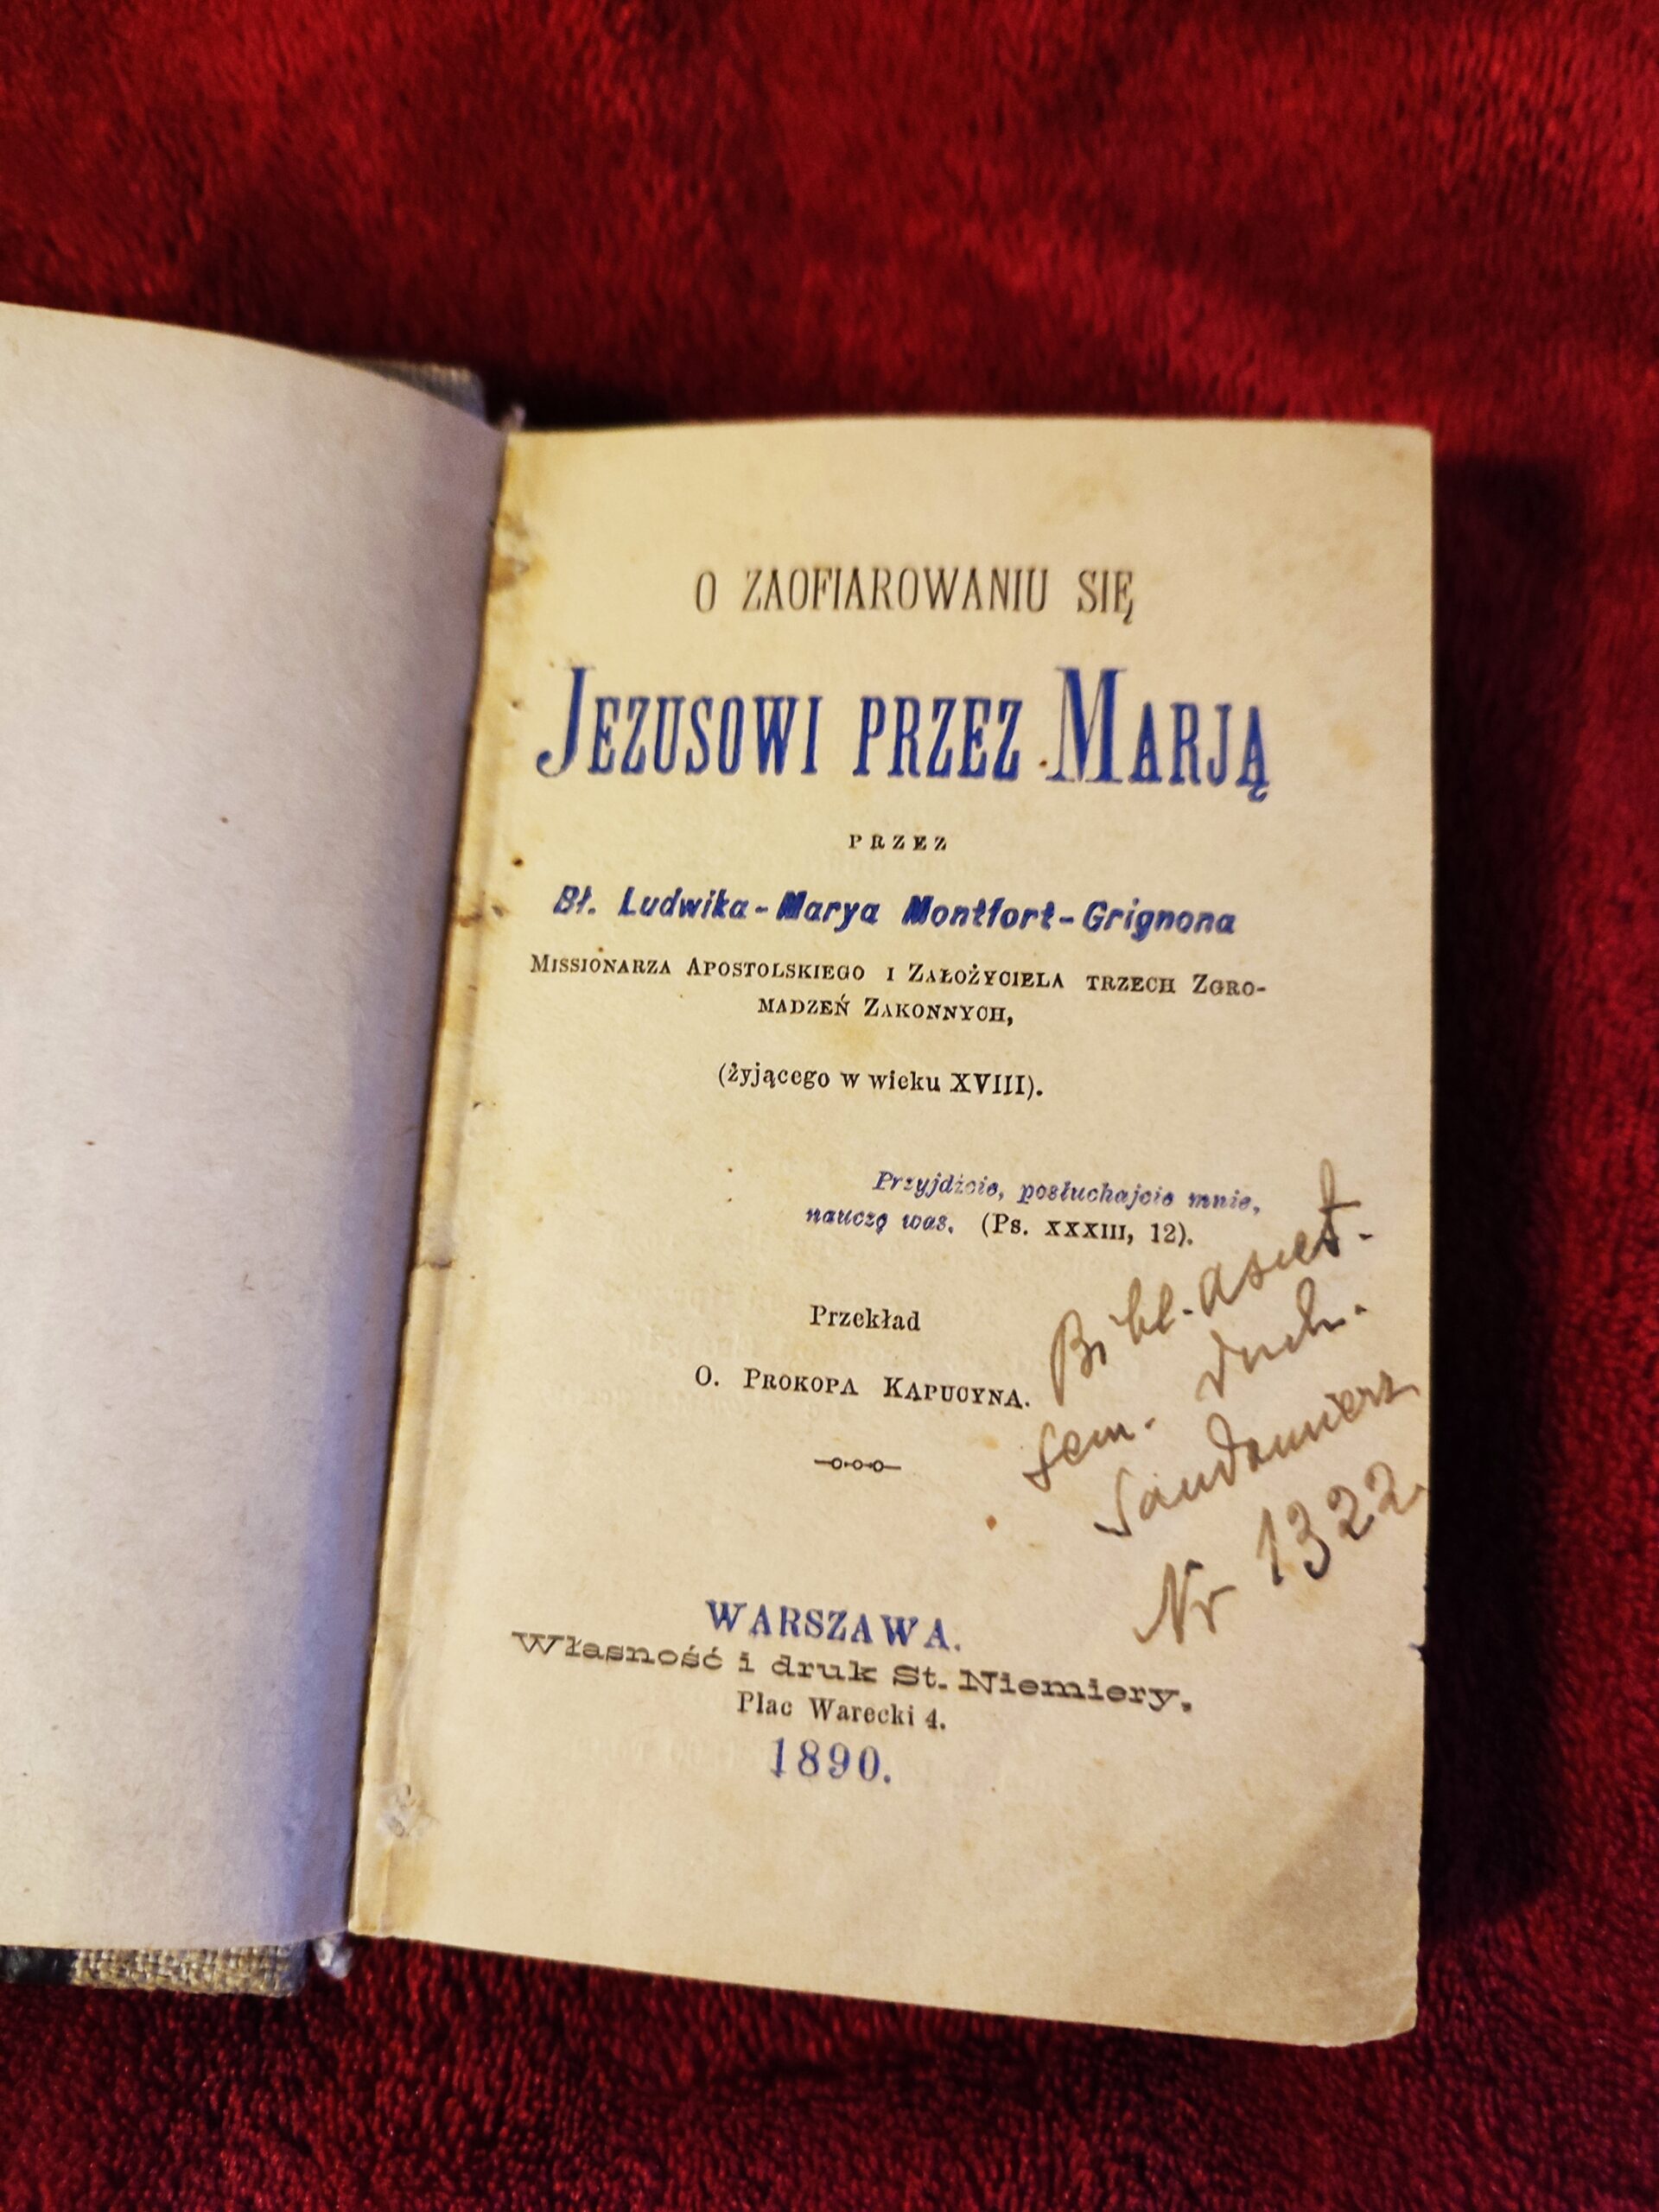 O ZAOFIAROWANIU SIĘ
JEZUSOWI PRZEZ MARJĄ
PRZEZ
Bł. Ludwika-Marya Montfort-Grignona
MISSIONARZA APOSTOLSKIEGO I ZAŁOŻYCIELA TRZECH ZGRO-
MADZEŃ ZAKONNYCH,
(żyjącego w wieku XVIII).
Przyjdźcie, posłuchajcie mnie,
nauczę was. (Ps. XXXIII, 12).
Przekład
O. PROKOPA KAPUCYNA.
Bibl. Ascet.
Sem. Duch.
Sandomierz
Nr 1322.
WARSZAWA.
Własność i druk St. Niemiery,
Plac Warecki 4.
1890.